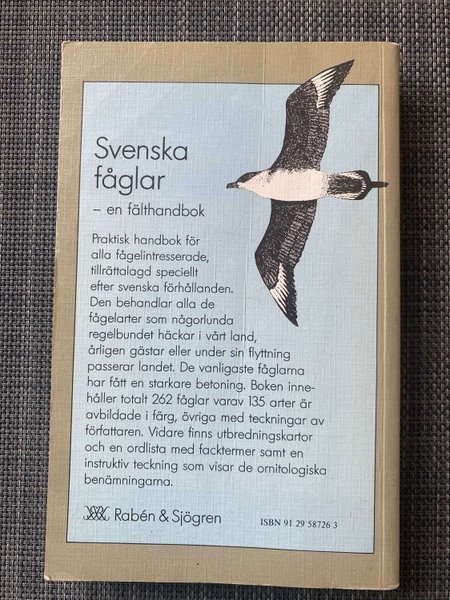 Svenska
fåglar
– en fälthandbok
Praktisk handbok för
alla fågelintresserade,
tillrättalagd speciellt
efter svenska förhållanden.
Den behandlar alla de
fågelarter som någorlunda
regelbundet häckar i vårt land,
årligen gästar eller under sin flyttning
passerar landet. De vanligaste fåglarna
har fått en starkare betoning. Boken inne-
håller totalt 262 fåglar varav 135 arter är
avbildade i färg, övriga med teckningar av
författaren. Vidare finns utbredningskartor
och en ordlista med facktermer samt en
instruktiv teckning som visar de ornitologiska
benämningarna.
Rabén & Sjögren
ISBN 91 29 58726 3